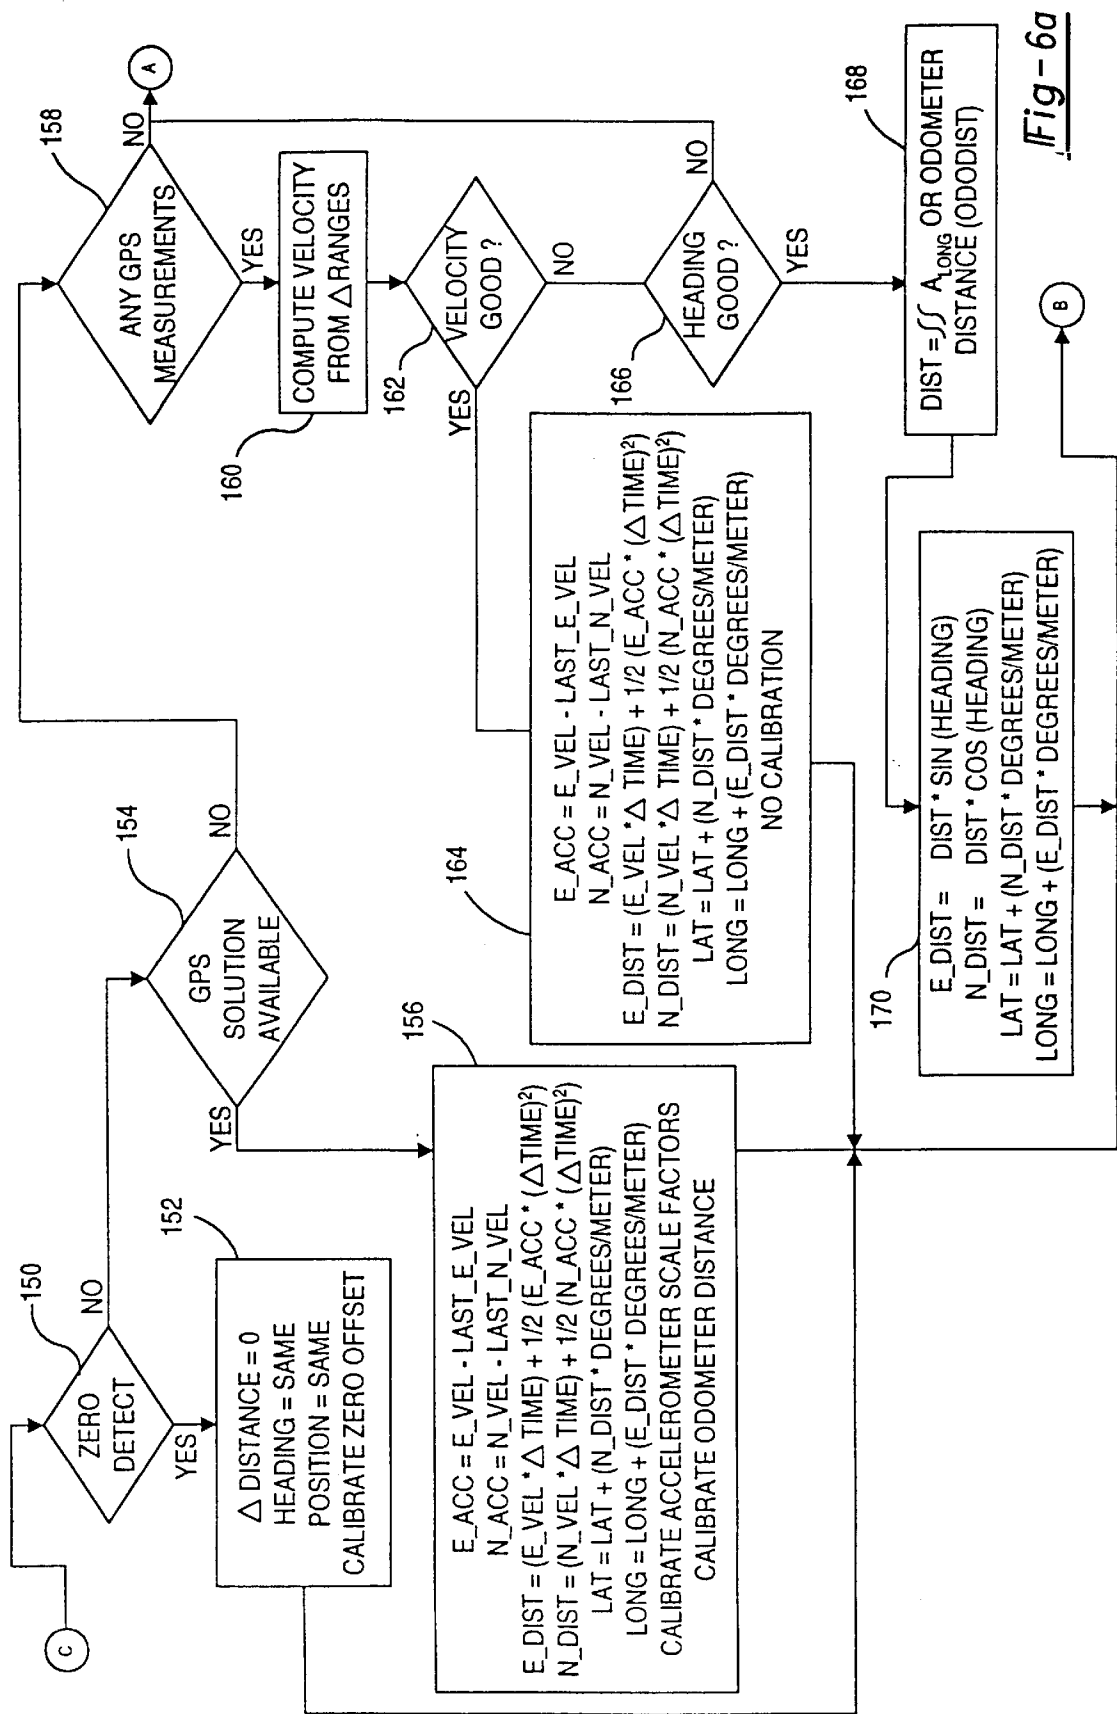 C
ZERO
DETECT
150
NO
YES
152
△ DISTANCE = 0
HEADING = SAME
POSITION = SAME
CALIBRATE ZERO OFFSET
GPS
SOLUTION
AVAILABLE
154
NO
YES
156
E_ACC = E_VEL - LAST_E_VEL
N_ACC = N_VEL - LAST_N_VEL
E_DIST = (E_VEL *△ TIME) + 1/2 (E_ACC * (△TIME)²)
N_DIST = (N_VEL *△ TIME) + 1/2 (N_ACC * (△TIME)²)
LAT = LAT + (N_DIST * DEGREES/METER)
LONG = LONG + (E_DIST * DEGREES/METER)
CALIBRATE ACCELEROMETER SCALE FACTORS
CALIBRATE ODOMETER DISTANCE
ANY GPS
MEASUREMENTS
158
NO
A
YES
COMPUTE VELOCITY
FROM △ RANGES
160
VELOCITY
GOOD ?
162
YES
NO
164
E_ACC = E_VEL - LAST_E_VEL
N_ACC = N_VEL - LAST_N_VEL
E_DIST = (E_VEL *△ TIME) + 1/2 (E_ACC * (△TIME)²)
N_DIST = (N_VEL *△ TIME) + 1/2 (N_ACC * (△TIME)²)
LAT = LAT + (N_DIST * DEGREES/METER)
LONG = LONG + (E_DIST * DEGREES/METER)
NO CALIBRATION
HEADING
GOOD ?
166
NO
YES
168
DIST = ∫∫ A_LONG OR ODOMETER
DISTANCE (ODODIST)
170
E_DIST = DIST * SIN (HEADING)
N_DIST = DIST * COS (HEADING)
LAT = LAT + (N_DIST * DEGREES/METER)
LONG = LONG + (E_DIST * DEGREES/METER)
B
Fig-6a